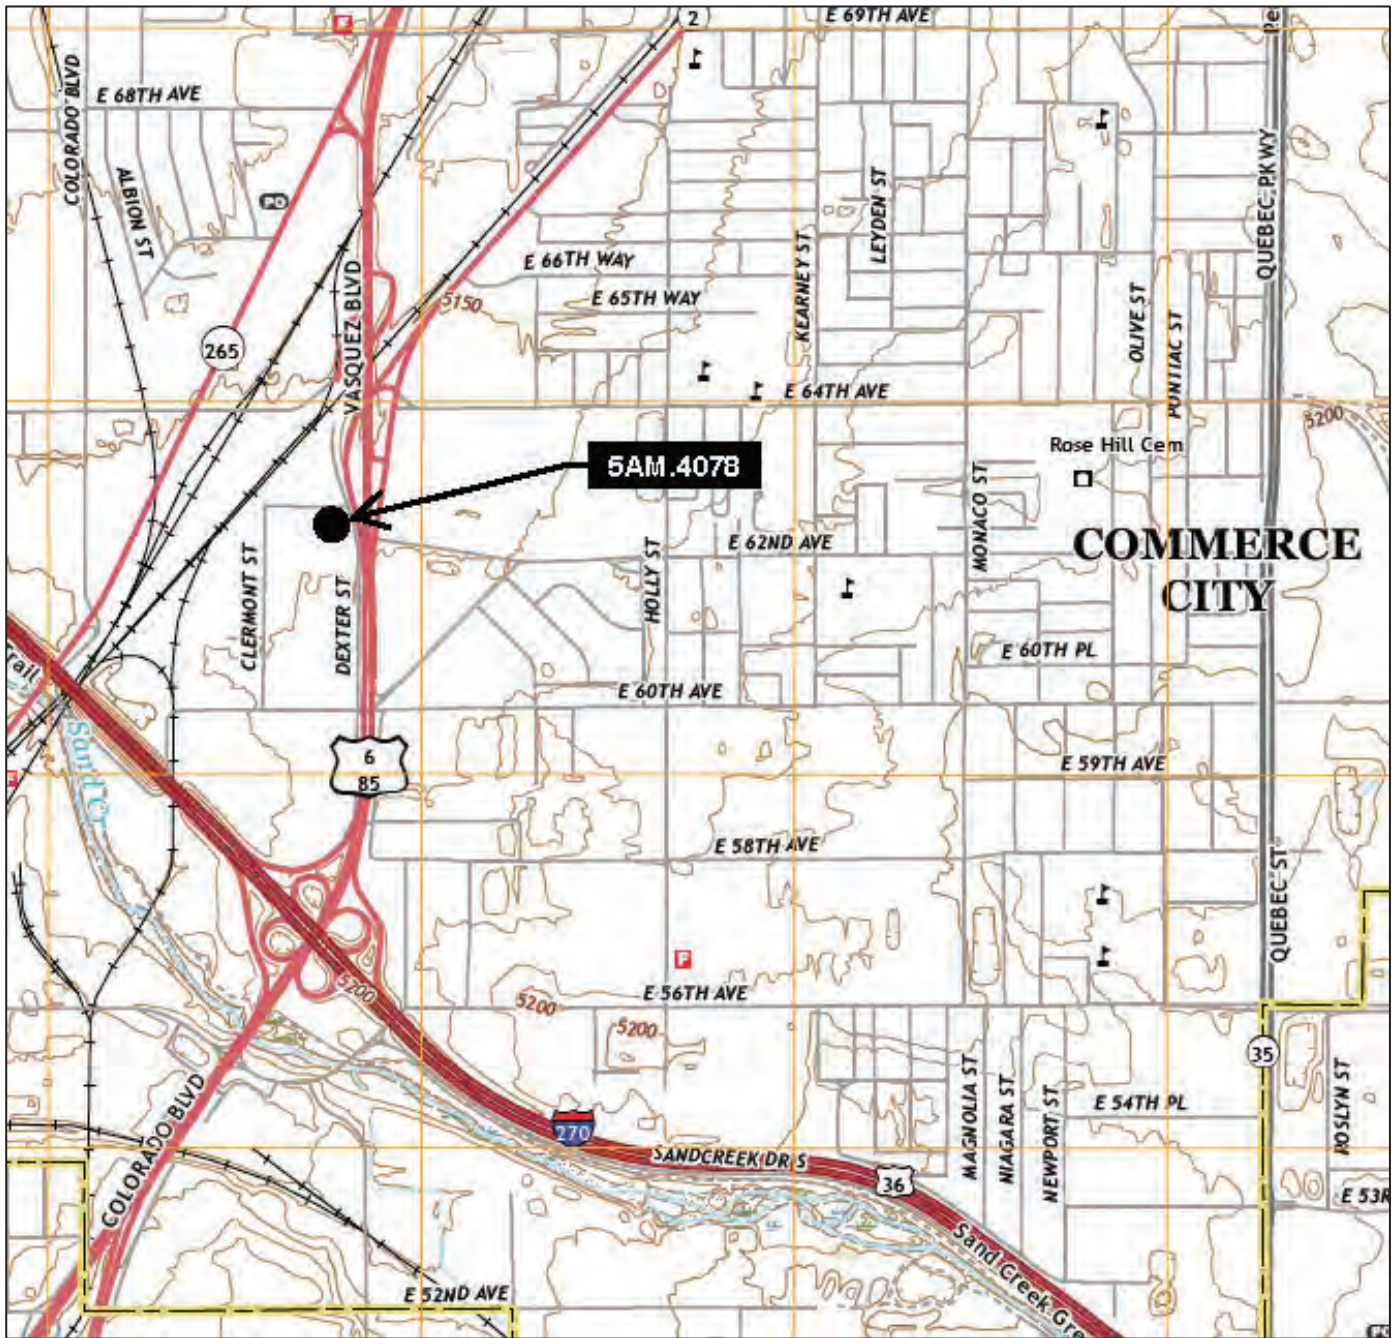 2
E 69TH AVE
COLORADO BLVD
E 68TH AVE
ALBION ST
PO
LEYDEN ST
KEARNEY ST
QUEBEC PKWY
E 66TH WAY
E 65TH WAY
VASQUEZ BLVD
5150
265
OLIVE ST
PONTIAC ST
E 64TH AVE
5200
5AM.4078
Rose Hill Cem
MONACO ST
COMMERCE
CITY
E 62ND AVE
CLERMONT ST
DEXTER ST
HOLLY ST
E 60TH PL
E 60TH AVE
Trail
Sand Cr
6
85
E 59TH AVE
E 58TH AVE
QUEBEC ST
F
5200
5200
E 56TH AVE
5200
35
COLORADO BLVD
270
MAGNOLIA ST
NIAGARA ST
NEWPORT ST
E 54TH PL
ROSLYN ST
SANDCREEK DR S
36
E 53R
Sand Creek Gre
E 52ND AVE